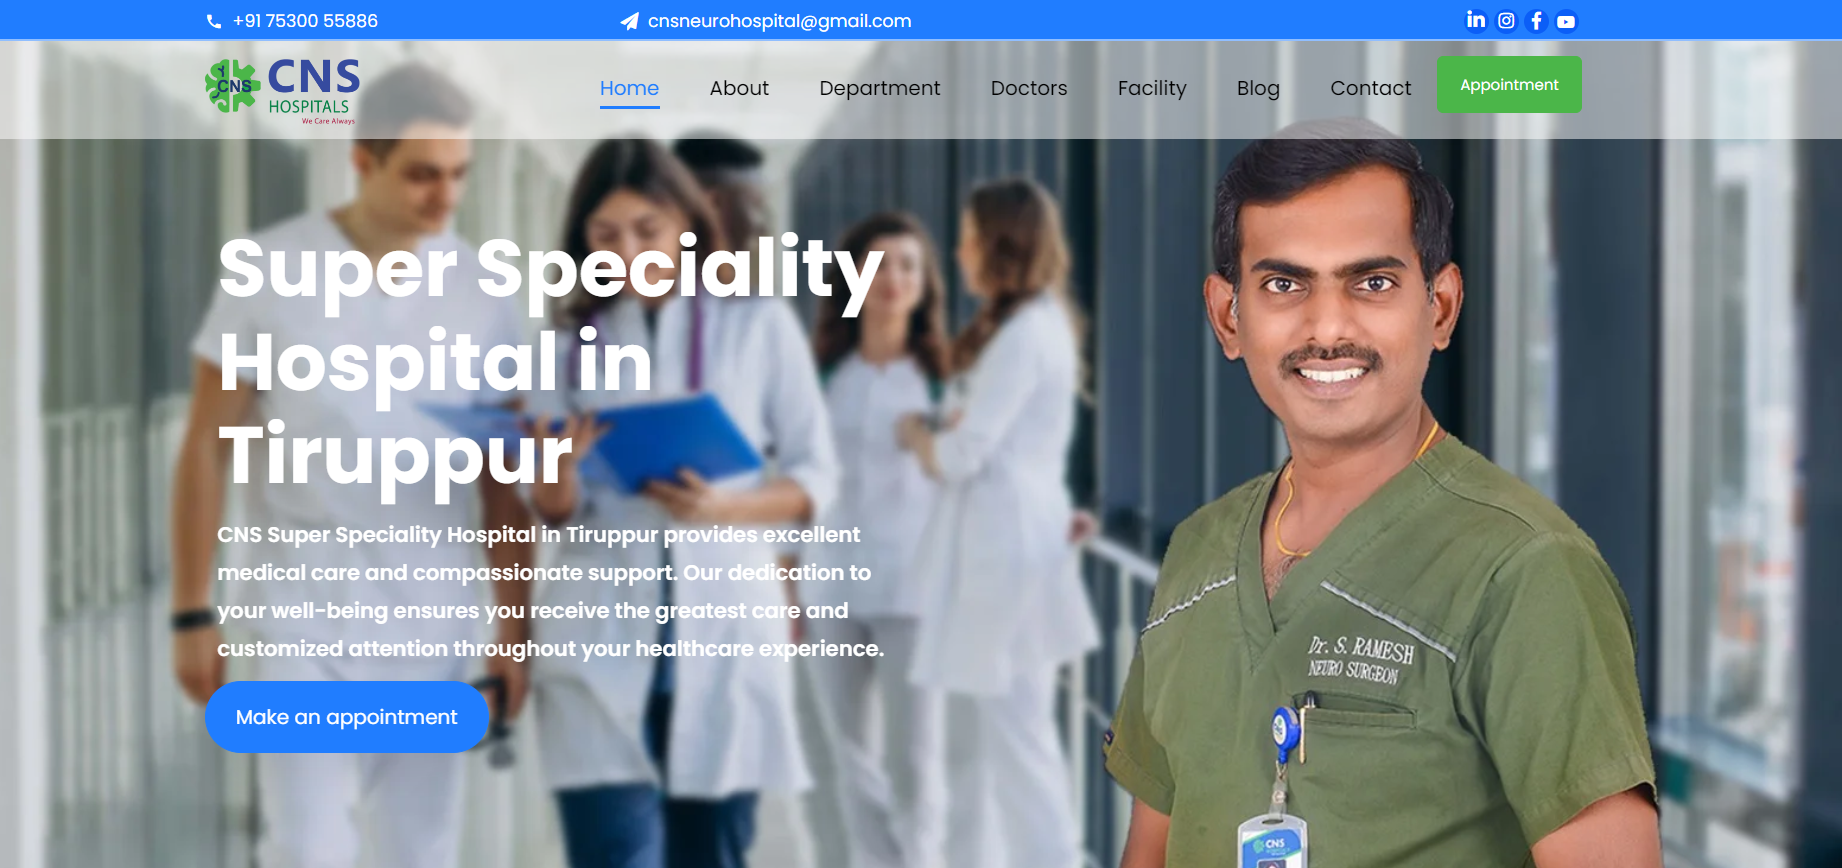 +91 75300 55886
cnsneurohospital@gmail.com
CNS
CNS
HOSPITALS
We Care Always
Home
About
Department
Doctors
Facility
Blog
Contact
Appointment
Super Speciality
Hospital in
Tiruppur
CNS Super Speciality Hospital in Tiruppur provides excellent
medical care and compassionate support. Our dedication to
your well-being ensures you receive the greatest care and
customized attention throughout your healthcare experience.
Make an appointment
Dr. S. RAMESH
NEURO SURGEON
CNS